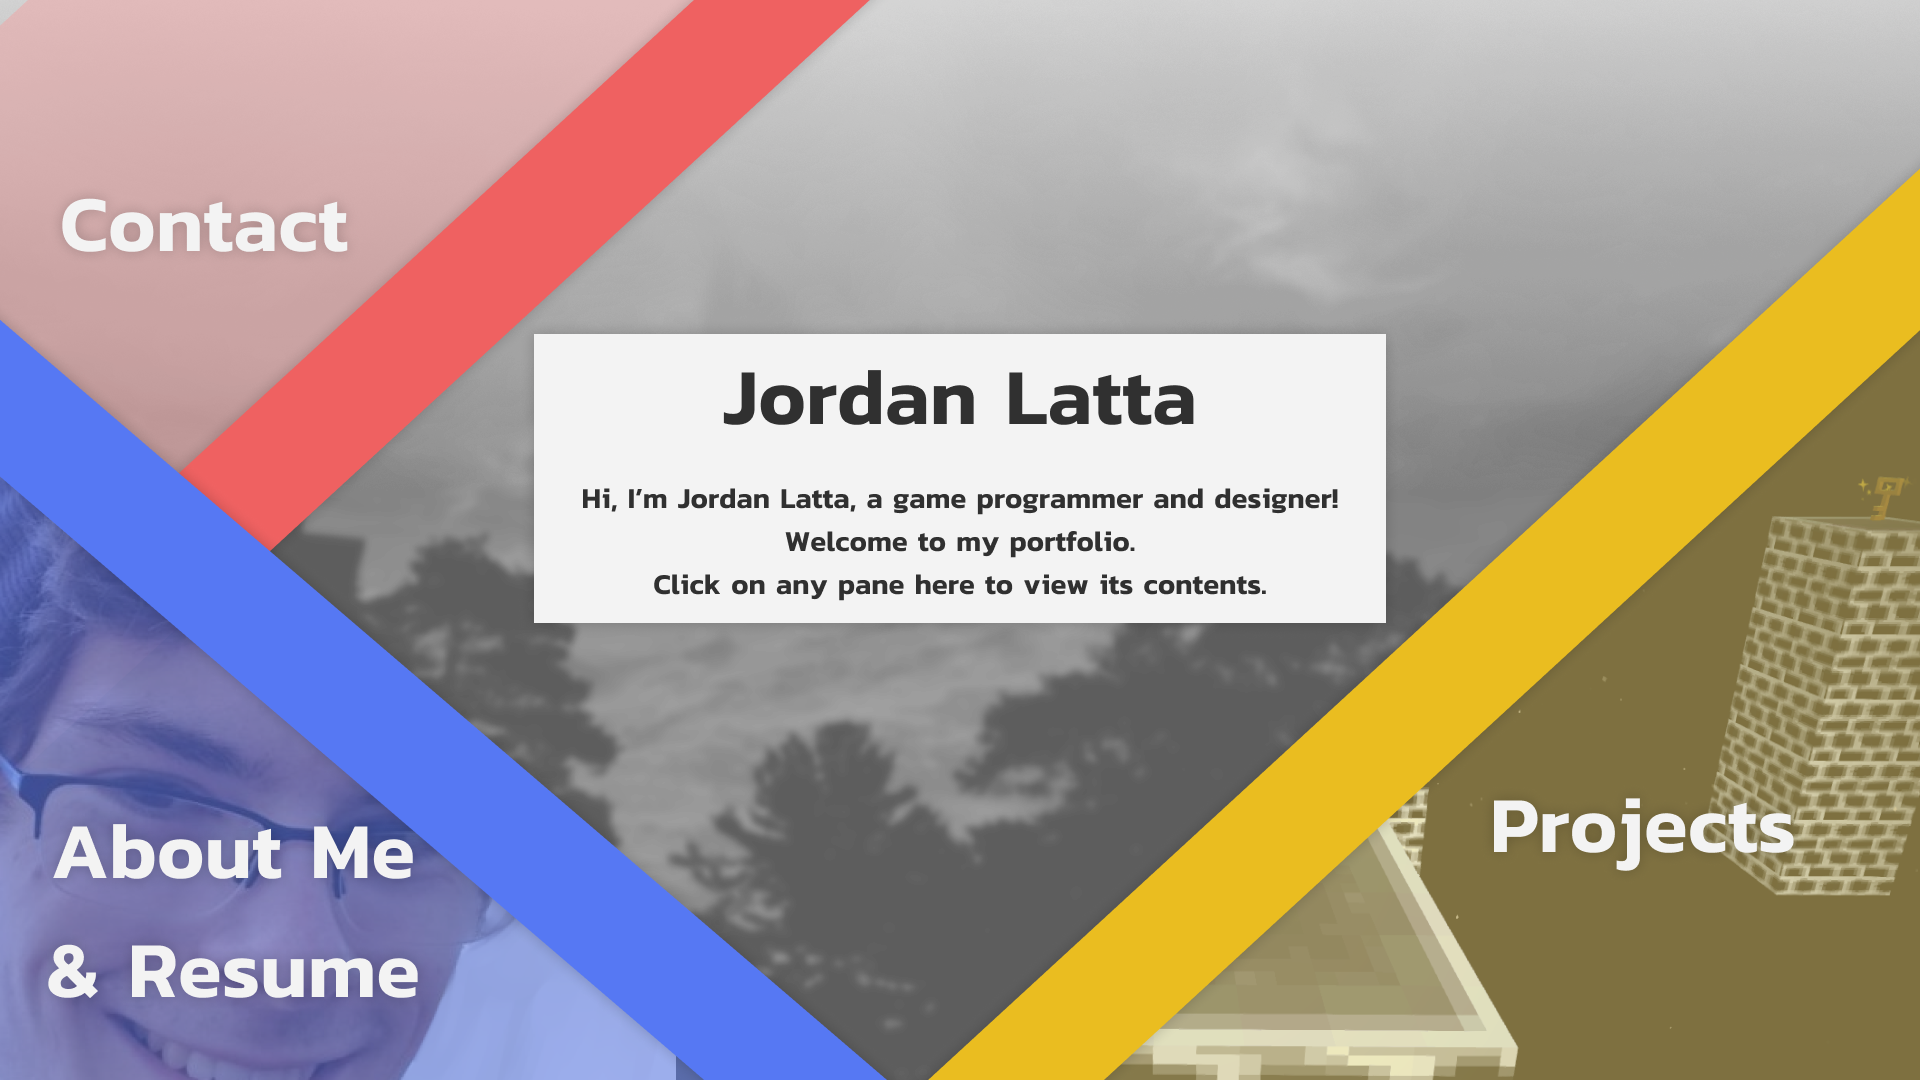 Contact
Jordan Latta
Hi, I’m Jordan Latta, a game programmer and designer!
Welcome to my portfolio.
Click on any pane here to view its contents.
About Me
& Resume
Projects